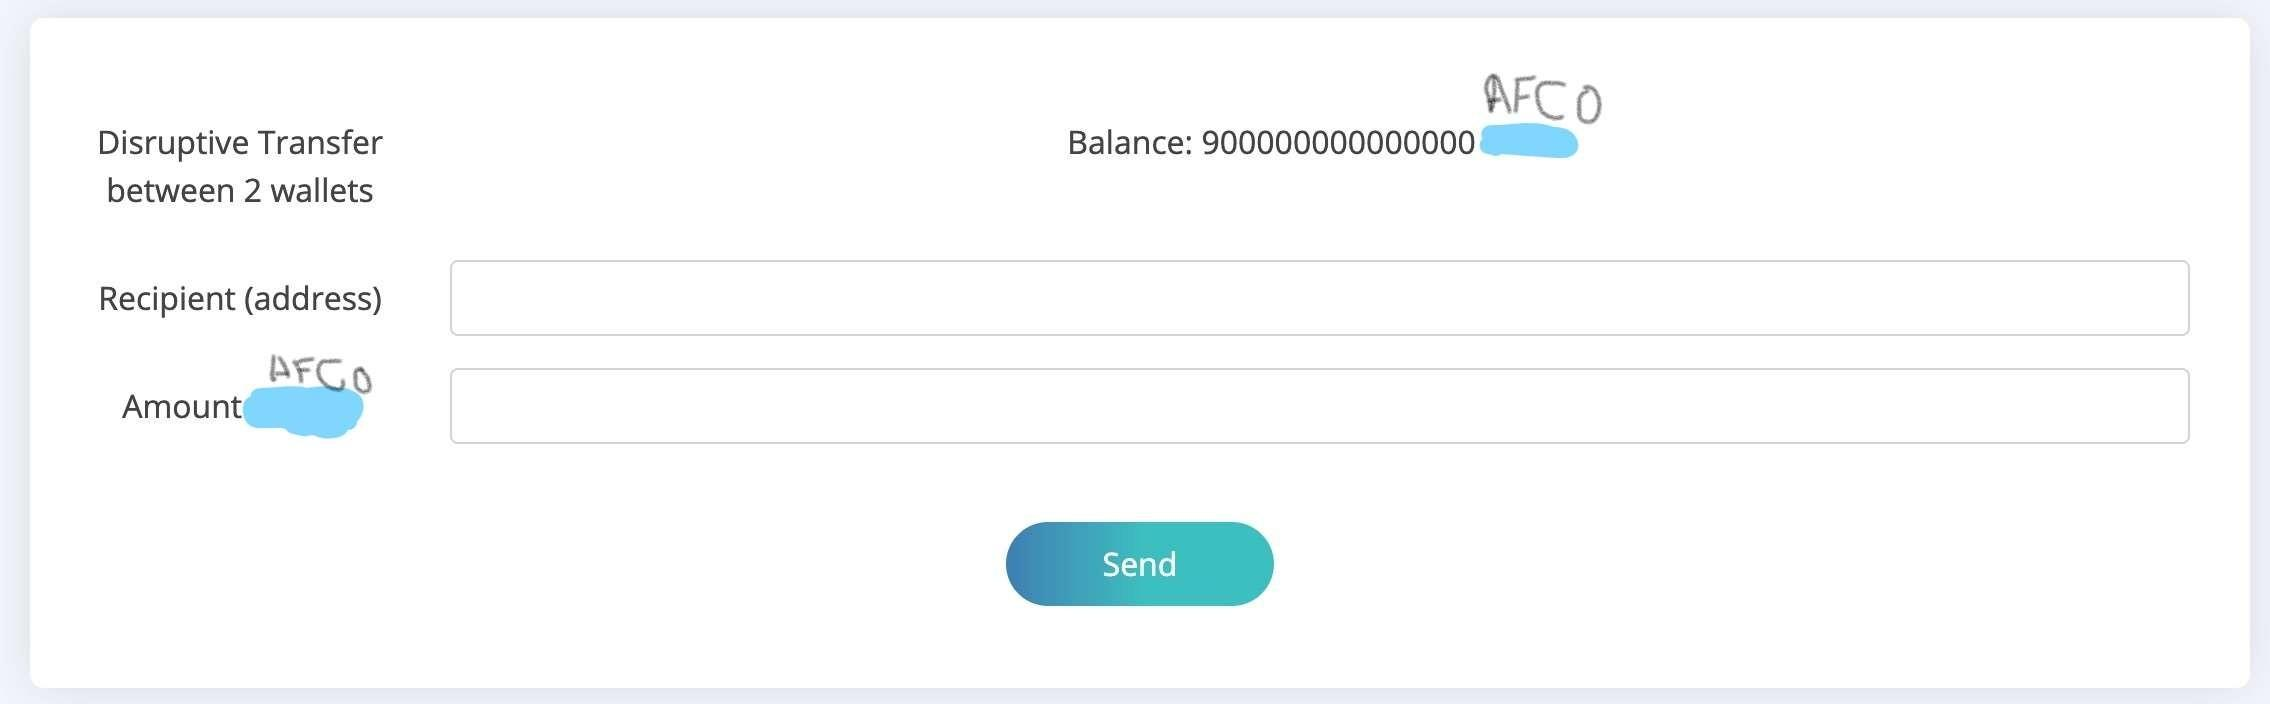 AFCO
Disruptive Transfer
between 2 wallets
Balance: 900000000000000
Recipient (address)
AFCO
Amount
Send